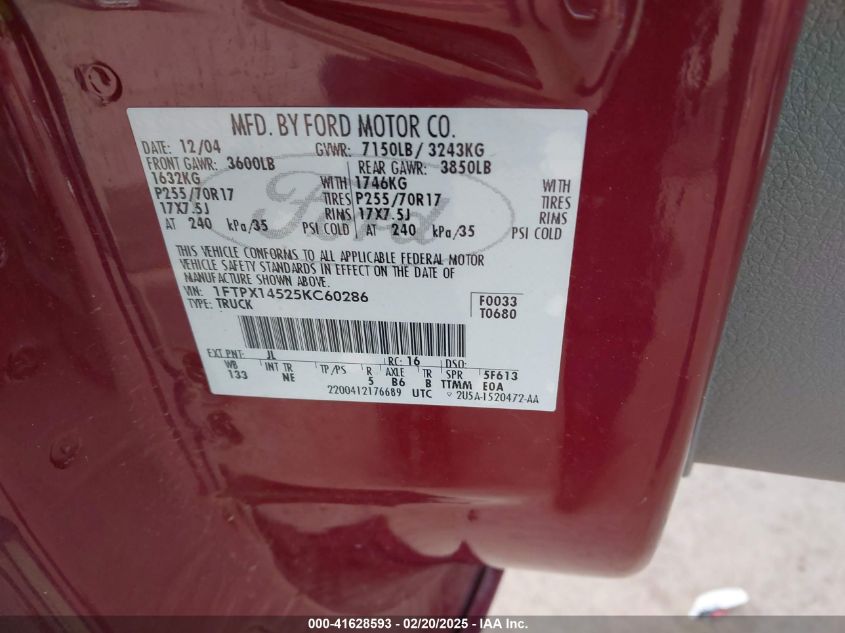 MFD. BY FORD MOTOR CO.
DATE: 12/04 GVWR: 7150LB / 3243KG
FRONT GAWR: 3600LB REAR GAWR: 3850LB
1632KG WITH 1746KG WITH
P255/70R17 TIRES P255/70R17 TIRES
17X7.5J RIMS 17X7.5J RIMS
AT 240 kPa/35 PSI COLD AT 240 kPa/35 PSI COLD
THIS VEHICLE CONFORMS TO ALL APPLICABLE FEDERAL MOTOR
VEHICLE SAFETY STANDARDS IN EFFECT ON THE DATE OF
MANUFACTURE SHOWN ABOVE.
VIN: 1FTPX14525KC60286 F0033
TYPE: TRUCK T0680
EXT PNT: JL RC: 16 DSO:
WB INT TR TP/PS R AXLE TR SPR 5F613
133 NE 5 B6 B TTMM E0A
2200412176689 UTC 2U5A-1520472-AA
Ford
000-41628593 / 02/20/2025 - IAA Inc.